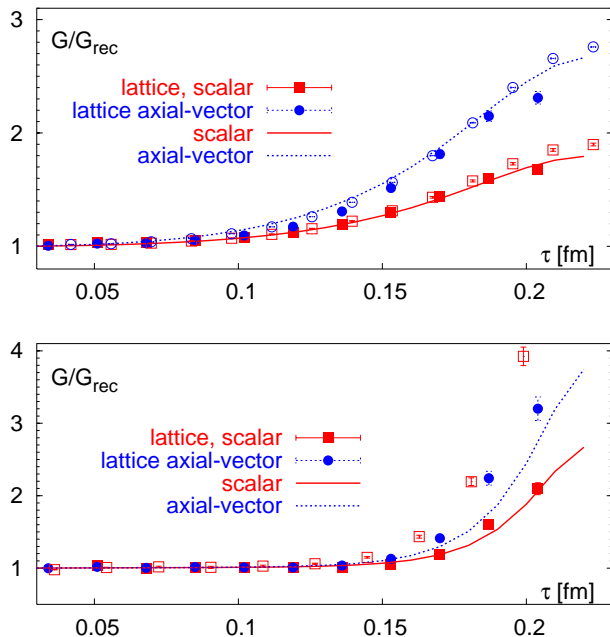 3
G/G_rec
lattice, scalar
lattice axial-vector
2
scalar
axial-vector
1
τ [fm]
0.05 0.1 0.15 0.2
4
G/G_rec
lattice, scalar
3
lattice axial-vector
scalar
2
axial-vector
1
τ [fm]
0.05 0.1 0.15 0.2